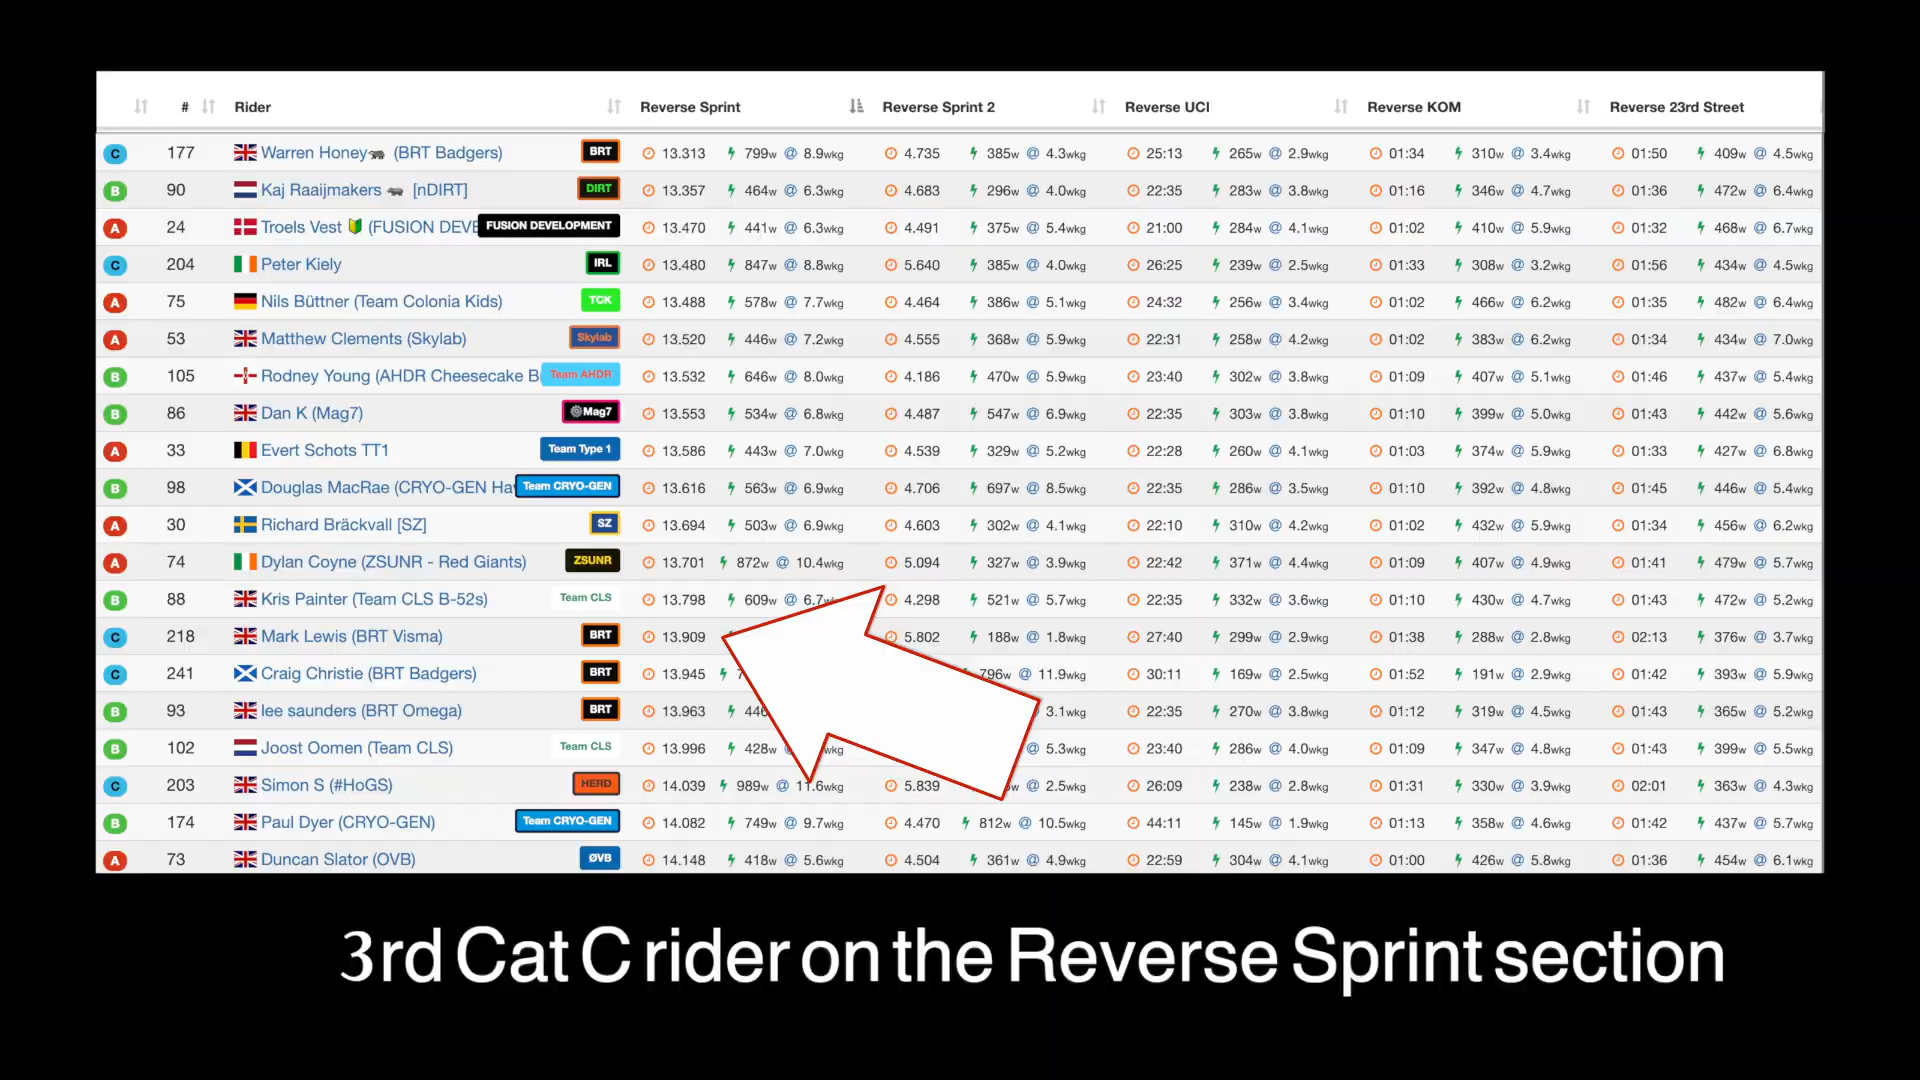 # Rider Reverse Sprint Reverse Sprint 2 Reverse UCI Reverse KOM Reverse 23rd Street
C 177 Warren Honey (BRT Badgers) BRT 13.313 799w @ 8.9wkg 4.735 385w @ 4.3wkg 25:13 265w @ 2.9wkg 01:34 310w @ 3.4wkg 01:50 409w @ 4.5wkg
B 90 Kaj Raaijmakers [nDIRT] DIRT 13.357 464w @ 6.3wkg 4.683 296w @ 4.0wkg 22:35 283w @ 3.8wkg 01:16 346w @ 4.7wkg 01:36 472w @ 6.4wkg
A 24 Troels Vest (FUSION DEVE FUSION DEVELOPMENT 13.470 441w @ 6.3wkg 4.491 375w @ 5.4wkg 21:00 284w @ 4.1wkg 01:02 410w @ 5.9wkg 01:32 468w @ 6.7wkg
C 204 Peter Kiely IRL 13.480 847w @ 8.8wkg 5.640 385w @ 4.0wkg 26:25 239w @ 2.5wkg 01:33 308w @ 3.2wkg 01:56 434w @ 4.5wkg
A 75 Nils Büttner (Team Colonia Kids) TCK 13.488 578w @ 7.7wkg 4.464 386w @ 5.1wkg 24:32 256w @ 3.4wkg 01:02 466w @ 6.2wkg 01:35 482w @ 6.4wkg
A 53 Matthew Clements (Skylab) Skylab 13.520 446w @ 7.2wkg 4.555 368w @ 5.9wkg 22:31 258w @ 4.2wkg 01:02 383w @ 6.2wkg 01:34 434w @ 7.0wkg
B 105 Rodney Young (AHDR Cheesecake B Team AHDR 13.532 646w @ 8.0wkg 4.186 470w @ 5.9wkg 23:40 302w @ 3.8wkg 01:09 407w @ 5.1wkg 01:46 437w @ 5.4wkg
B 86 Dan K (Mag7) Mag7 13.553 534w @ 6.8wkg 4.487 547w @ 6.9wkg 22:35 303w @ 3.8wkg 01:10 399w @ 5.0wkg 01:43 442w @ 5.6wkg
A 33 Evert Schots TT1 Team Type 1 13.586 443w @ 7.0wkg 4.539 329w @ 5.2wkg 22:28 260w @ 4.1wkg 01:03 374w @ 5.9wkg 01:33 427w @ 6.8wkg
B 98 Douglas MacRae (CRYO-GEN Ha Team CRYO-GEN 13.616 563w @ 6.9wkg 4.706 697w @ 8.5wkg 22:35 286w @ 3.5wkg 01:10 392w @ 4.8wkg 01:45 446w @ 5.4wkg
A 30 Richard Bräckvall [SZ] SZ 13.694 503w @ 6.9wkg 4.603 302w @ 4.1wkg 22:10 310w @ 4.2wkg 01:02 432w @ 5.9wkg 01:34 456w @ 6.2wkg
A 74 Dylan Coyne (ZSUNR - Red Giants) ZSUNR 13.701 872w @ 10.4wkg 5.094 327w @ 3.9wkg 22:42 371w @ 4.4wkg 01:09 407w @ 4.9wkg 01:41 479w @ 5.7wkg
B 88 Kris Painter (Team CLS B-52s) Team CLS 13.798 609w @ 6.7wkg 4.298 521w @ 5.7wkg 22:35 332w @ 3.6wkg 01:10 430w @ 4.7wkg 01:43 472w @ 5.2wkg
C 218 Mark Lewis (BRT Visma) BRT 13.909 5.802 188w @ 1.8wkg 27:40 299w @ 2.9wkg 01:38 288w @ 2.8wkg 02:13 376w @ 3.7wkg
C 241 Craig Christie (BRT Badgers) BRT 13.945 7 796w @ 11.9wkg 30:11 169w @ 2.5wkg 01:52 191w @ 2.9wkg 01:42 393w @ 5.9wkg
B 93 lee saunders (BRT Omega) BRT 13.963 446 3.1wkg 22:35 270w @ 3.8wkg 01:12 319w @ 4.5wkg 01:43 365w @ 5.2wkg
B 102 Joost Oomen (Team CLS) Team CLS 13.996 428w wkg @ 5.3wkg 23:40 286w @ 4.0wkg 01:09 347w @ 4.8wkg 01:43 399w @ 5.5wkg
C 203 Simon S (#HoGS) HERD 14.039 989w @ 11.6wkg 5.839 w @ 2.5wkg 26:09 238w @ 2.8wkg 01:31 330w @ 3.9wkg 02:01 363w @ 4.3wkg
B 174 Paul Dyer (CRYO-GEN) Team CRYO-GEN 14.082 749w @ 9.7wkg 4.470 812w @ 10.5wkg 44:11 145w @ 1.9wkg 01:13 358w @ 4.6wkg 01:42 437w @ 5.7wkg
A 73 Duncan Slator (OVB) ØVB 14.148 418w @ 5.6wkg 4.504 361w @ 4.9wkg 22:59 304w @ 4.1wkg 01:00 426w @ 5.8wkg 01:36 454w @ 6.1wkg
3rd Cat C rider on the Reverse Sprint section